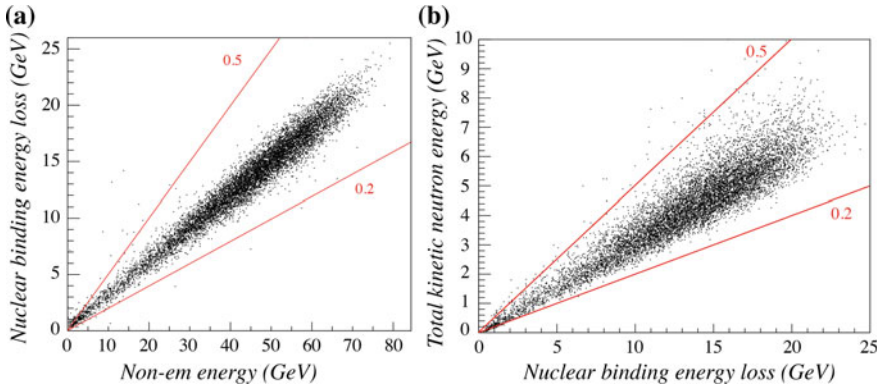 (a)
Nuclear binding energy loss (GeV)
25
20
15
10
5
0
0.5
0.2
0 10 20 30 40 50 60 70 80
Non-em energy (GeV)
(b)
Total kinetic neutron energy (GeV)
10
9
8
7
6
5
4
3
2
1
0
0.5
0.2
0 5 10 15 20 25
Nuclear binding energy loss (GeV)